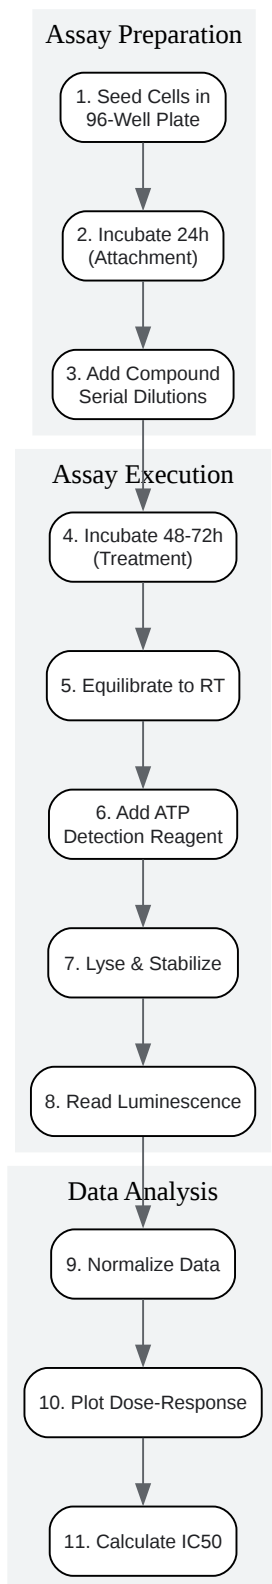 Assay Preparation
1. Seed Cells in
96-Well Plate
2. Incubate 24h
(Attachment)
3. Add Compound
Serial Dilutions
Assay Execution
4. Incubate 48-72h
(Treatment)
5. Equilibrate to RT
6. Add ATP
Detection Reagent
7. Lyse & Stabilize
8. Read Luminescence
Data Analysis
9. Normalize Data
10. Plot Dose-Response
11. Calculate IC50